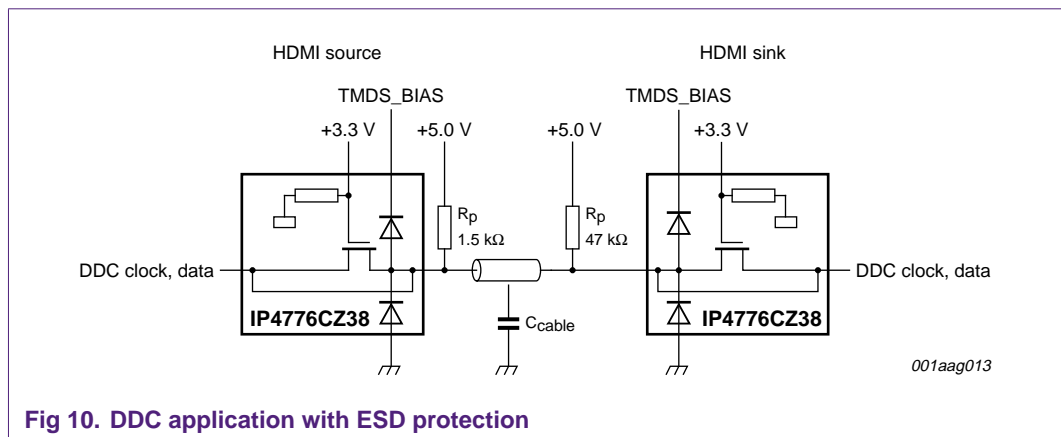 HDMI source
HDMI sink
TMDS_BIAS
TMDS_BIAS
+3.3 V
+5.0 V
+5.0 V
+3.3 V
Rp
1.5 kΩ
Rp
47 kΩ
DDC clock, data
DDC clock, data
IP4776CZ38
Ccable
IP4776CZ38
001aag013
Fig 10. DDC application with ESD protection